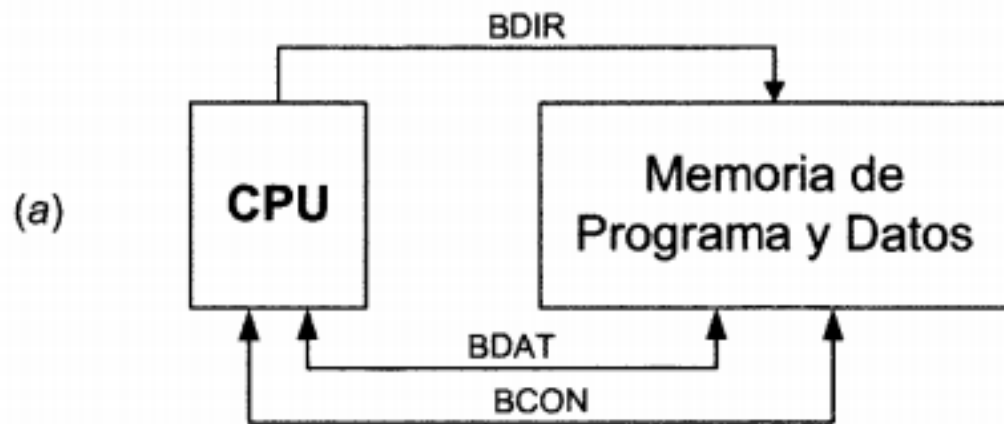 BDIR
(a)
CPU
Memoria de
Programa y Datos
BDAT
BCON